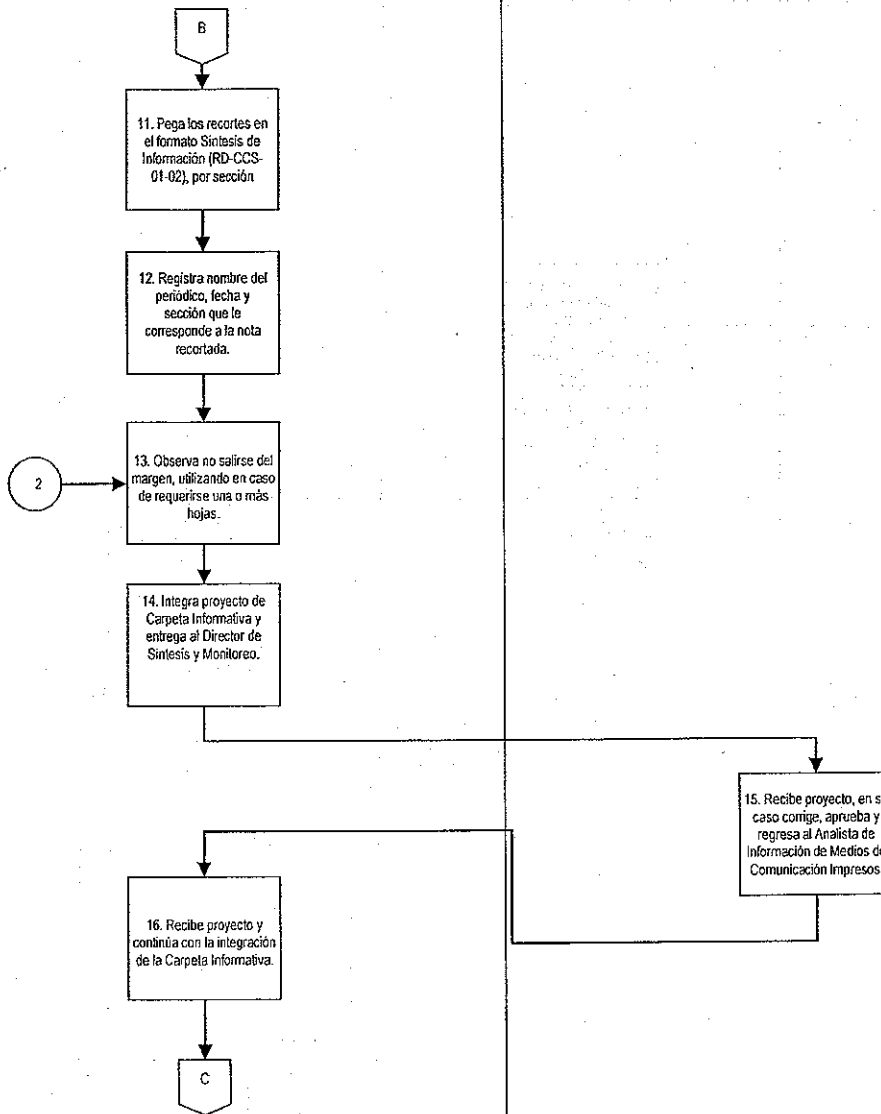 B
11. Pega los recortes en
el formato Síntesis de
Información (RD-CCS-
01-02), por sección
12. Registra nombre del
periódico, fecha y
sección que le
corresponde a la nota
recortada.
2
13. Observa no salirse del
margen, utilizando en caso
de requerirse una o más
hojas.
14. Integra proyecto de
Carpeta Informativa y
entrega al Director de
Síntesis y Monitoreo.
15. Recibe proyecto, en s
caso corrige, aprueba y
regresa al Analista de
Información de Medios de
Comunicación Impresos
16. Recibe proyecto y
continúa con la integración
de la Carpeta Informativa.
C